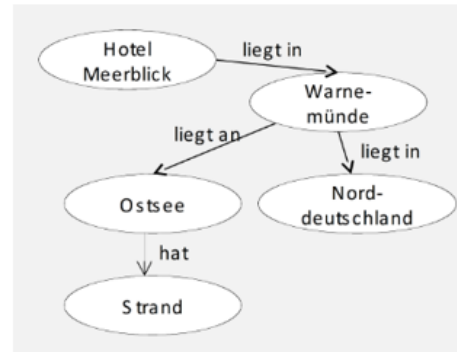 Hotel
Meerblick
liegt in
Warne-
münde
liegt an
liegt in
Ostsee
Nord-
deutschland
hat
Strand